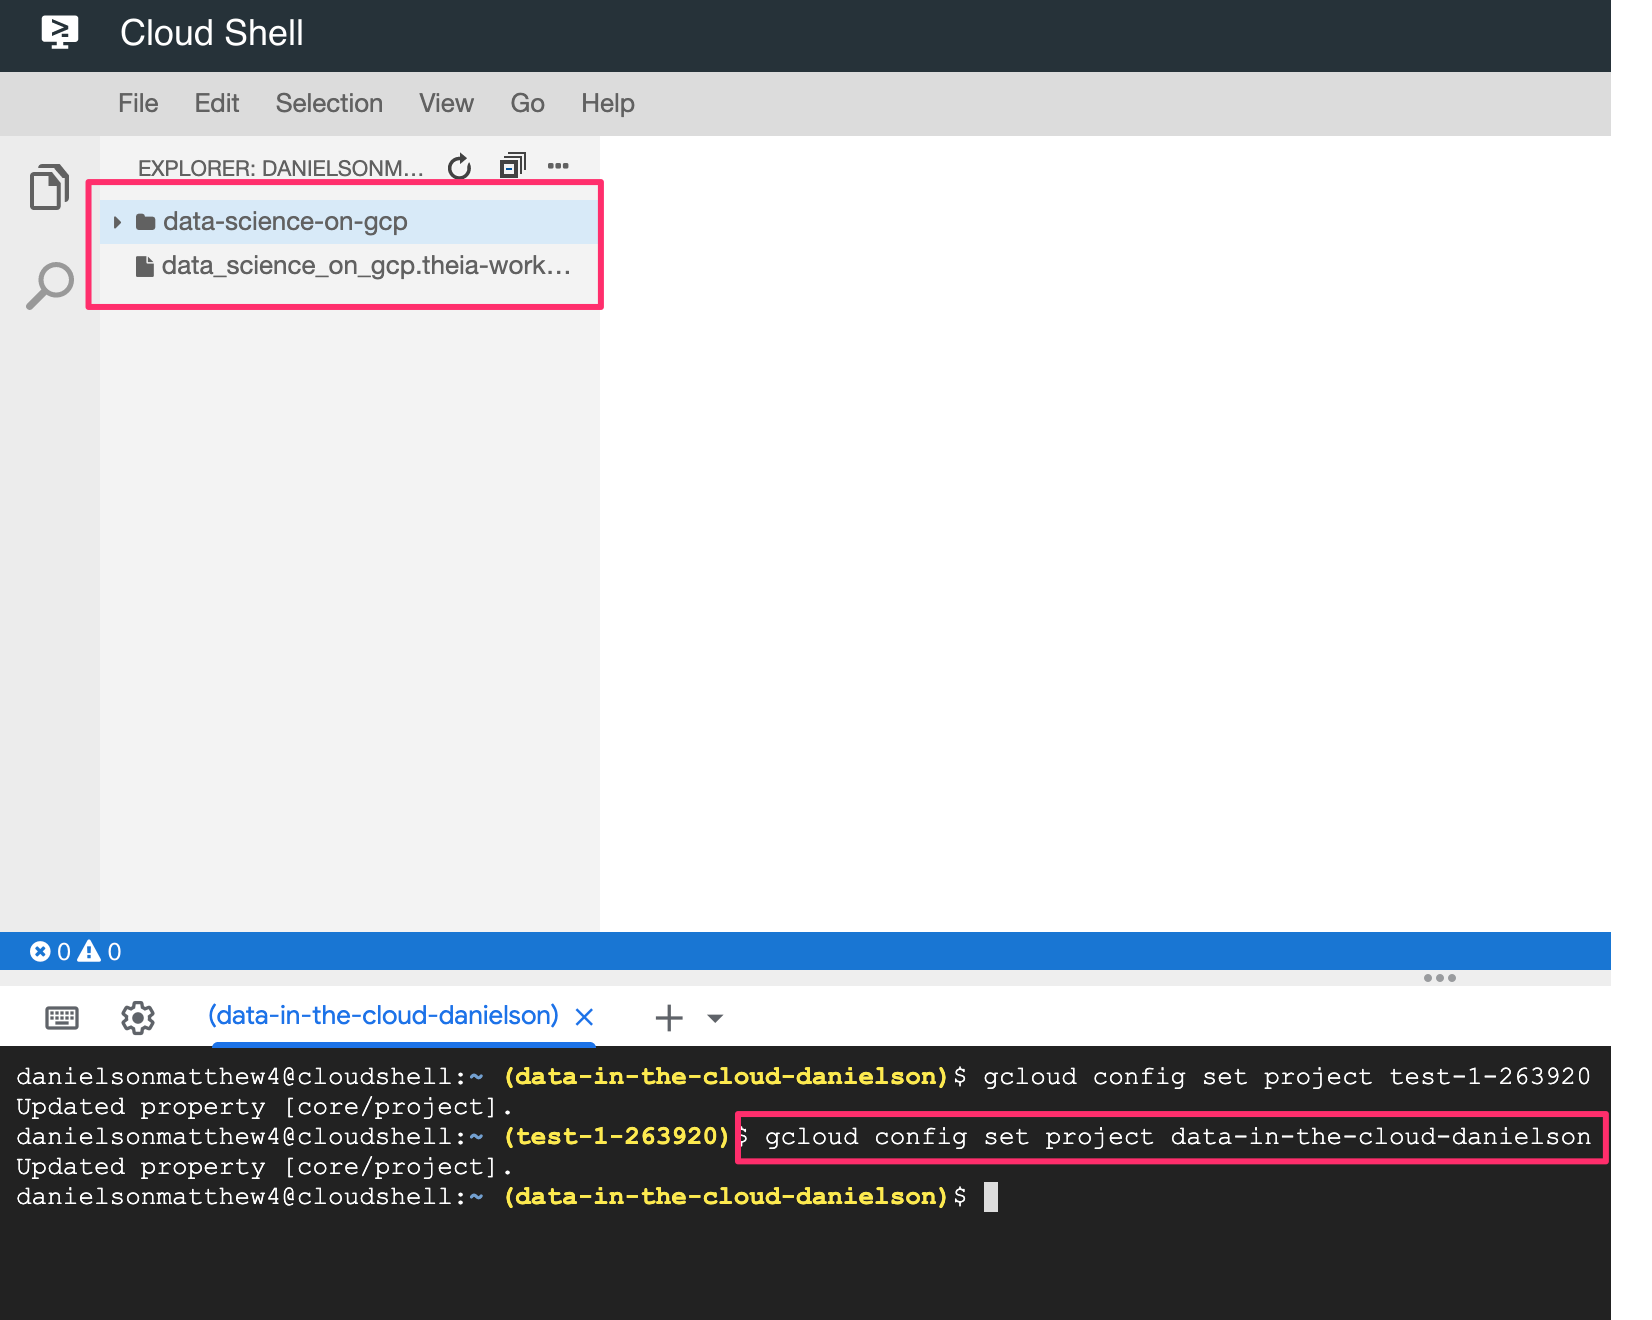 Cloud Shell
File Edit Selection View Go Help
EXPLORER: DANIELSONM...
data-science-on-gcp
data_science_on_gcp.theia-work...
0 0
(data-in-the-cloud-danielson)
danielsonmatthew4@cloudshell:~ (data-in-the-cloud-danielson)$ gcloud config set project test-1-263920
Updated property [core/project].
danielsonmatthew4@cloudshell:~ (test-1-263920)$ gcloud config set project data-in-the-cloud-danielson
Updated property [core/project].
danielsonmatthew4@cloudshell:~ (data-in-the-cloud-danielson)$